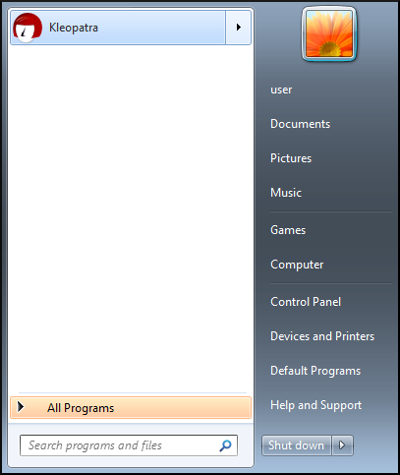 Kleopatra
user
Documents
Pictures
Music
Games
Computer
Control Panel
Devices and Printers
Default Programs
Help and Support
All Programs
Search programs and files
Shut down